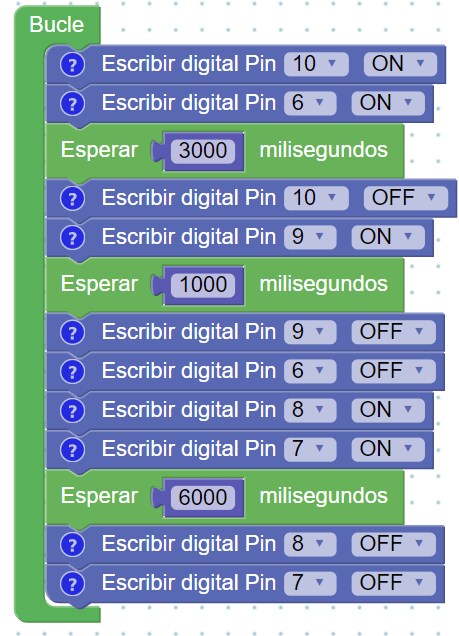 Bucle
? Escribir digital Pin 10 ON
? Escribir digital Pin 6 ON
Esperar 3000 milisegundos
? Escribir digital Pin 10 OFF
? Escribir digital Pin 9 ON
Esperar 1000 milisegundos
? Escribir digital Pin 9 OFF
? Escribir digital Pin 6 OFF
? Escribir digital Pin 8 ON
? Escribir digital Pin 7 ON
Esperar 6000 milisegundos
? Escribir digital Pin 8 OFF
? Escribir digital Pin 7 OFF